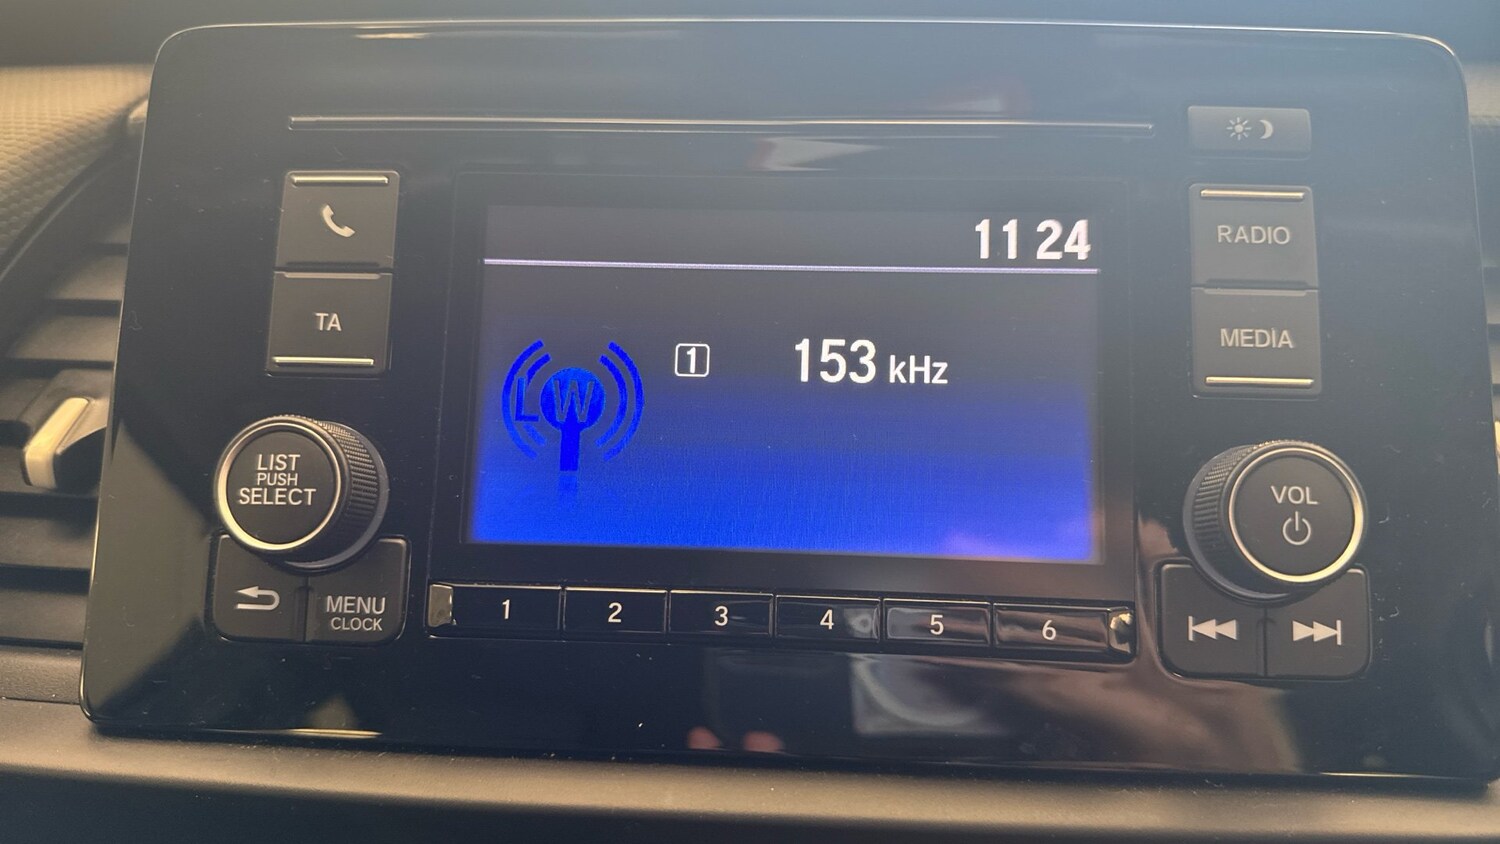 RADIO
11 24
TA
MEDIA
1 153 kHz
LW
LIST
PUSH
SELECT
VOL
MENU
CLOCK
1 2 3 4 5 6